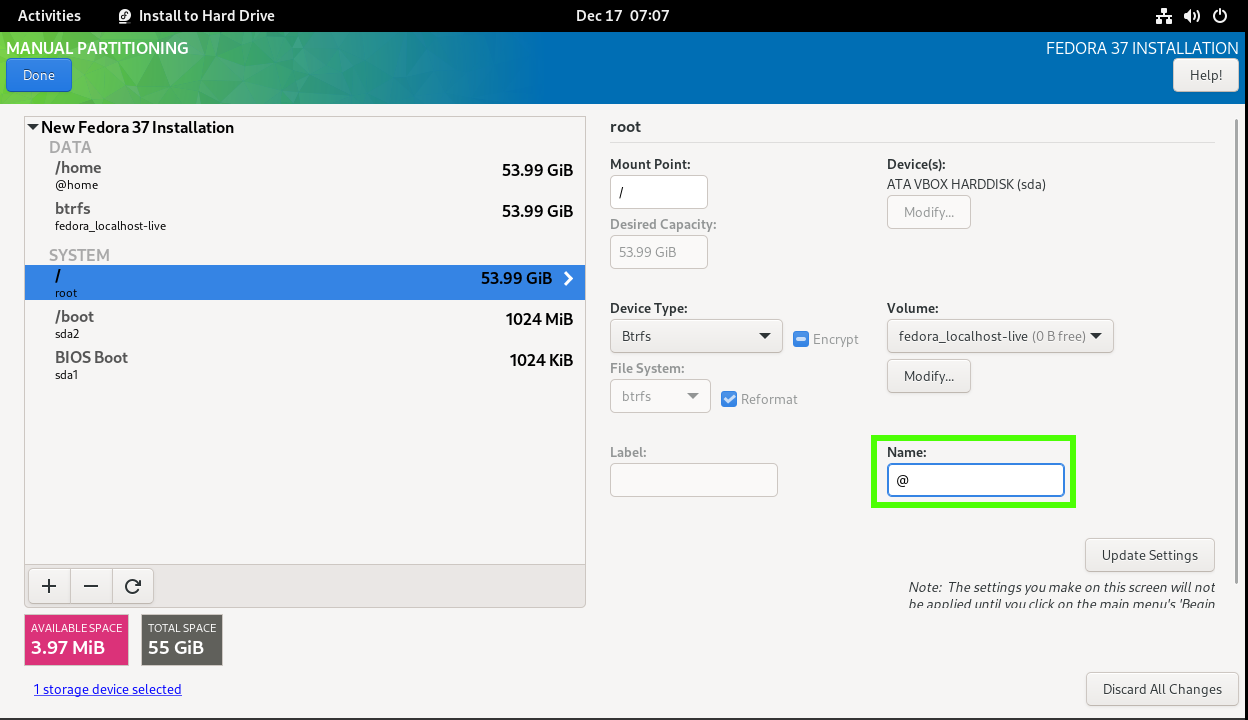 Activities
Install to Hard Drive
Dec 17 07:07
MANUAL PARTITIONING
FEDORA 37 INSTALLATION
Done
Help!
New Fedora 37 Installation
DATA
/home
53.99 GiB
@home
btrfs
53.99 GiB
fedora_localhost-live
SYSTEM
/
53.99 GiB
root
/boot
1024 MiB
sda2
BIOS Boot
1024 KiB
sda1
AVAILABLE SPACE
3.97 MiB
TOTAL SPACE
55 GiB
1 storage device selected
root
Mount Point:
/
Device(s):
ATA VBOX HARDDISK (sda)
Modify...
Desired Capacity:
53.99 GiB
Device Type:
Btrfs
Encrypt
Volume:
fedora_localhost-live (0 B free)
Modify...
File System:
btrfs
Reformat
Label:
Name:
@
Update Settings
Note: The settings you make on this screen will not
be applied until you click on the main menu's 'Begin
Discard All Changes